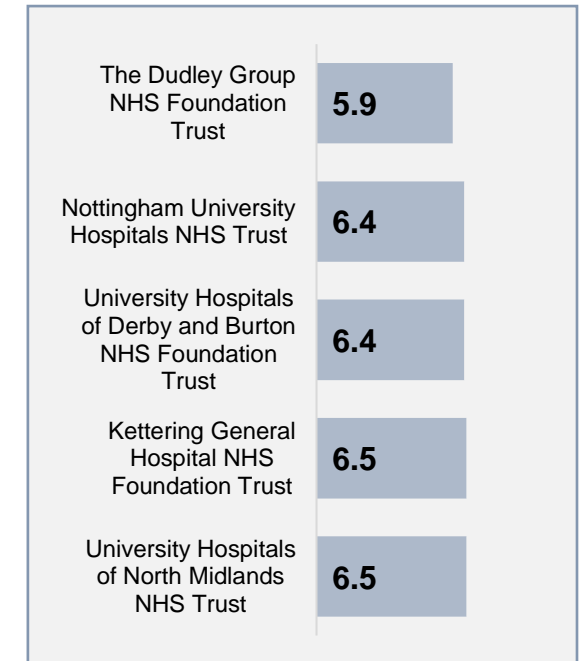 The Dudley Group
NHS Foundation
Trust
5.9
Nottingham University
Hospitals NHS Trust
6.4
University Hospitals
of Derby and Burton
NHS Foundation
Trust
6.4
Kettering General
Hospital NHS
Foundation Trust
6.5
University Hospitals
of North Midlands
NHS Trust
6.5